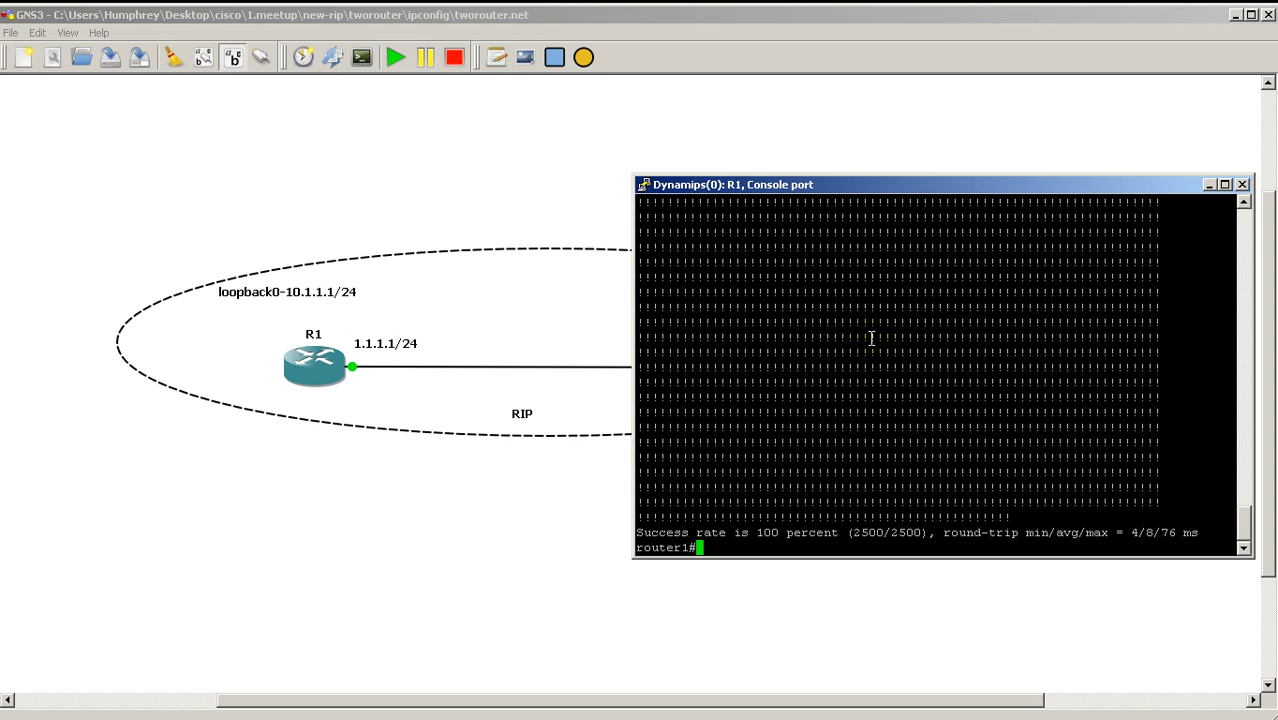 GNS3 - C:\Users\Humphrey\Desktop\cisco\1.meetup\new-rip\tworouter\ipconfig\tworouter.net
File Edit View Help
Dynamips(0): R1, Console port
loopback0-10.1.1.1/24
R1
1.1.1.1/24
RIP
Success rate is 100 percent (2500/2500), round-trip min/avg/max = 4/8/76 ms
router1#